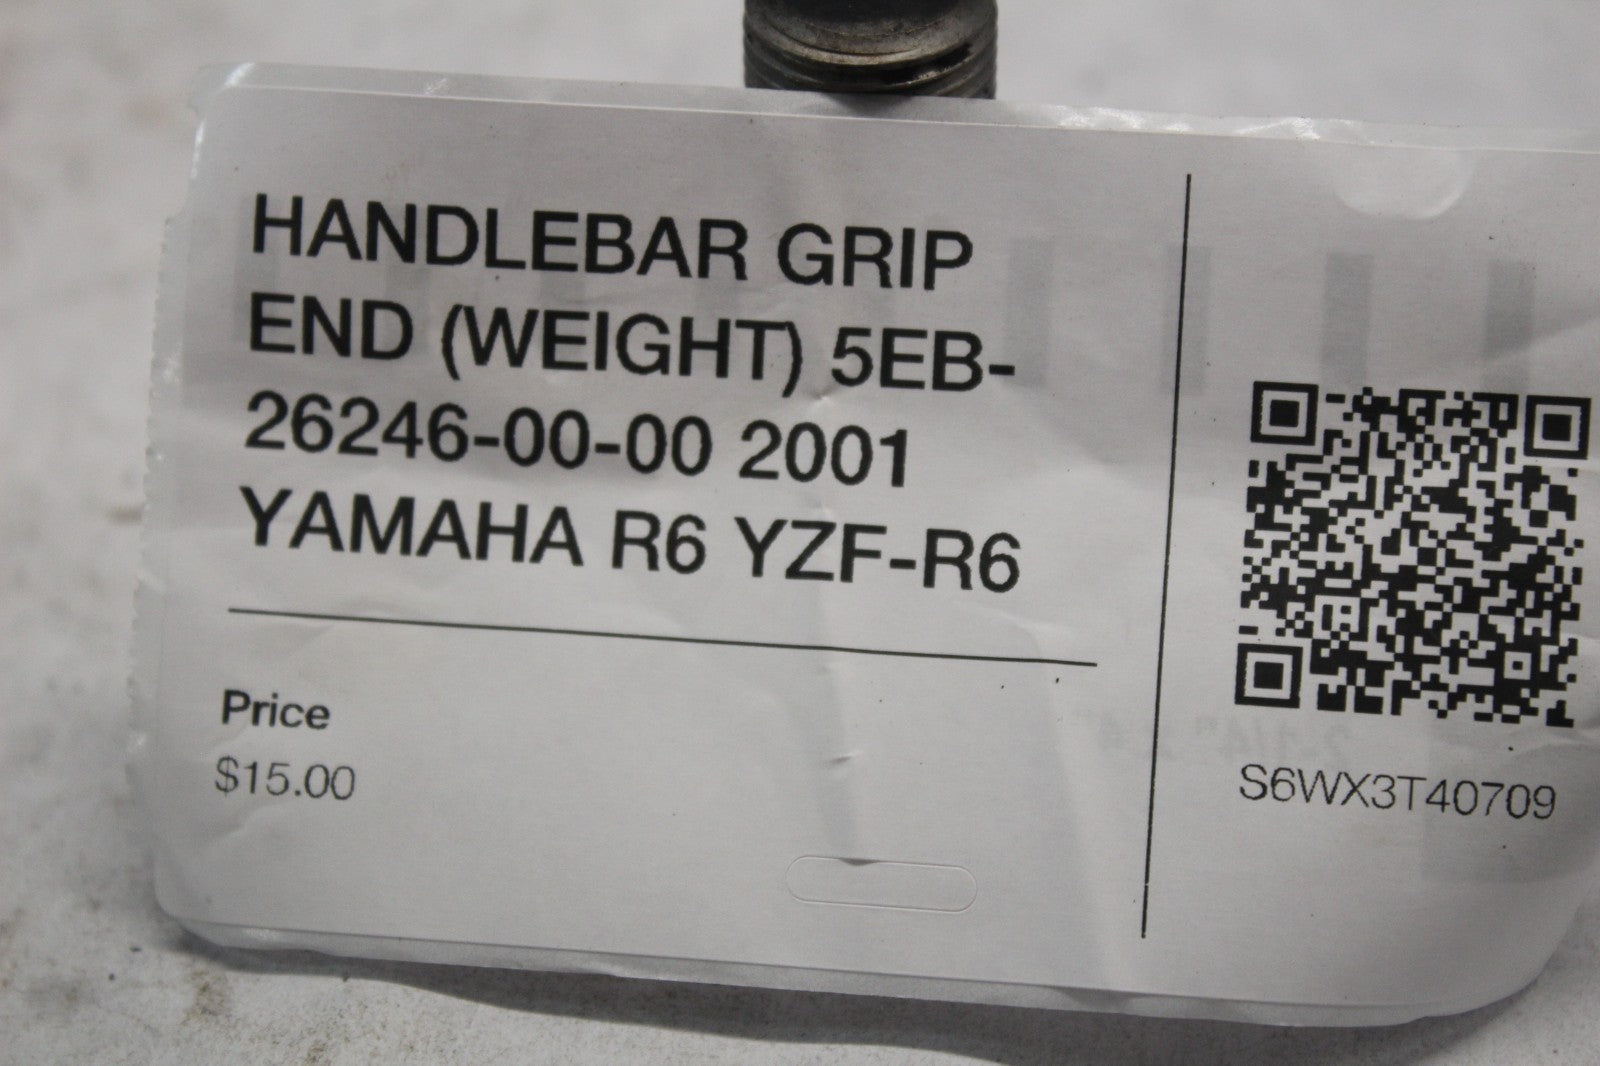 HANDLEBAR GRIP
END (WEIGHT) 5EB-
26246-00-00 2001
YAMAHA R6 YZF-R6
Price
$15.00
S6WX3T40709